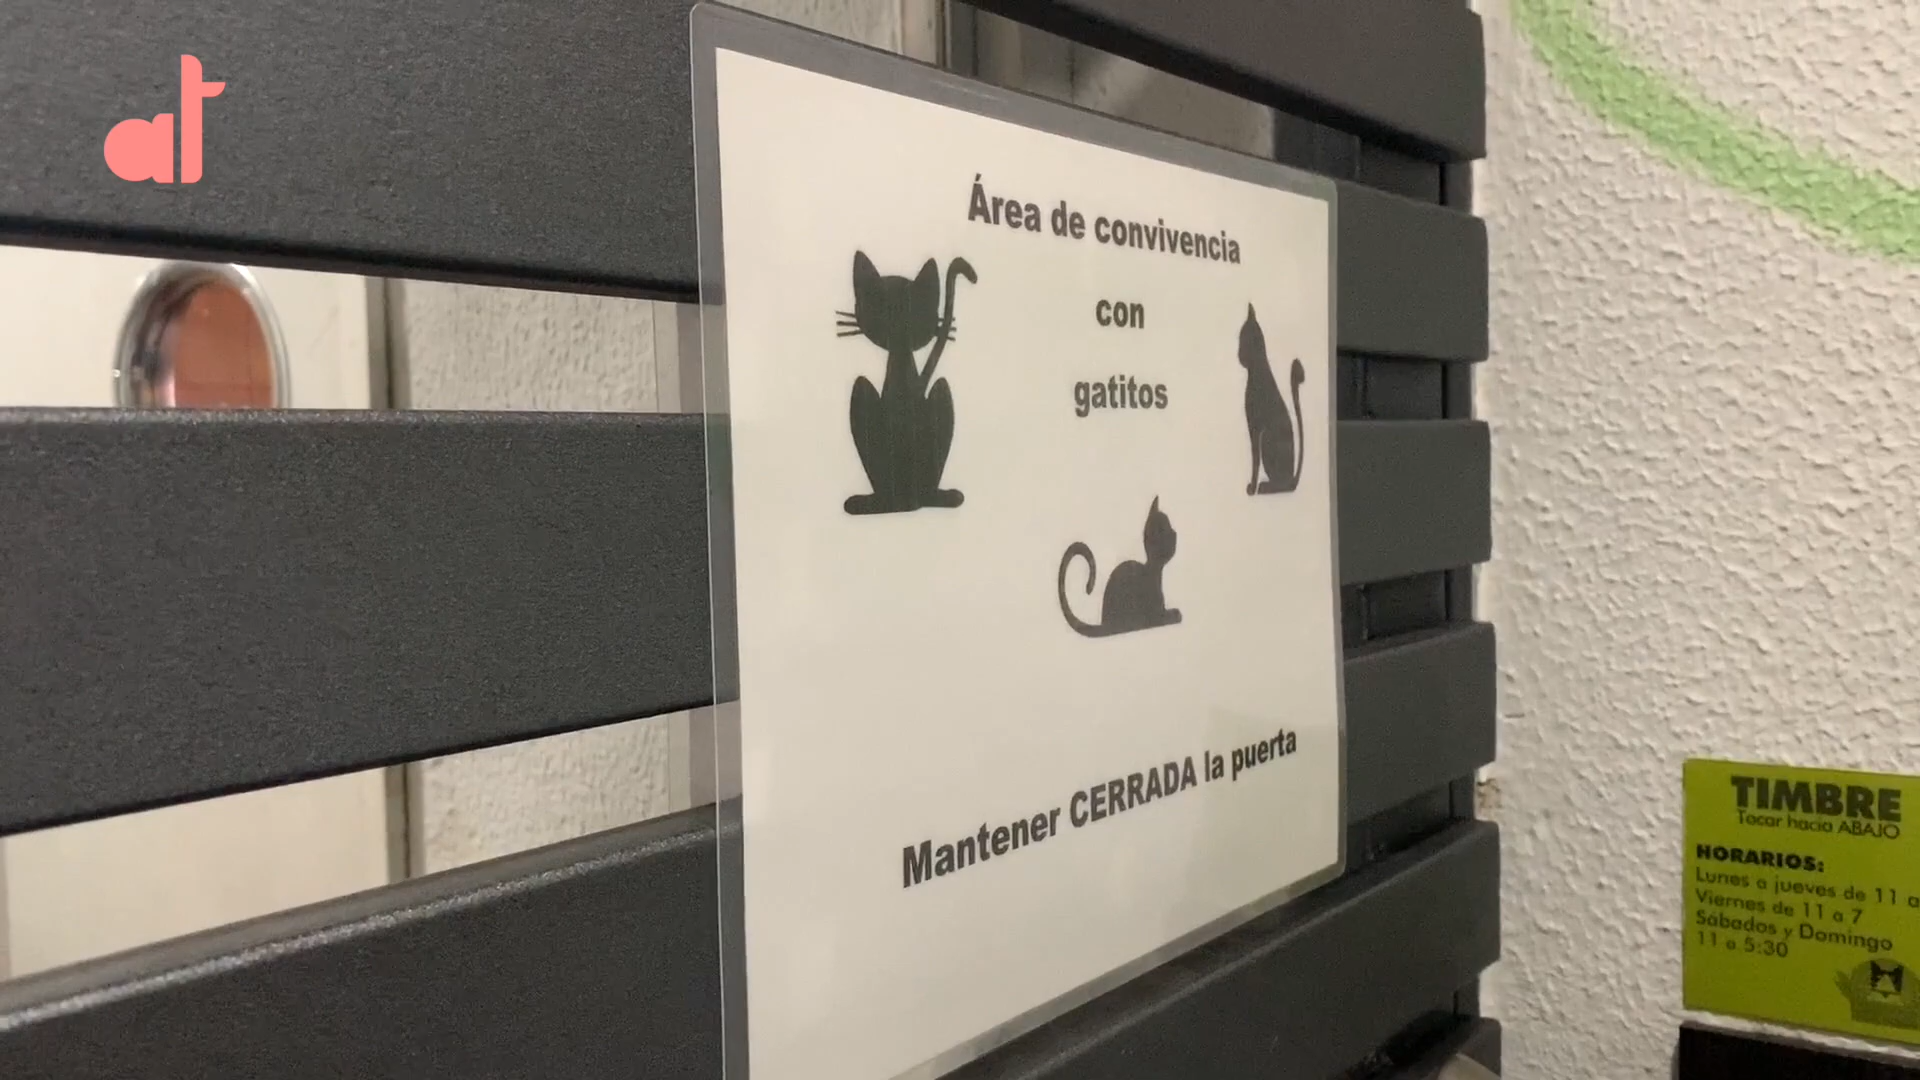 at
Área de convivencia
con
gatitos
Mantener CERRADA la puerta
TIMBRE
Tocar hacia ABAJO
HORARIOS:
Lunes a jueves de 11 a
Viernes de 11 a 7
Sábados y Domingo
11 a 5:30